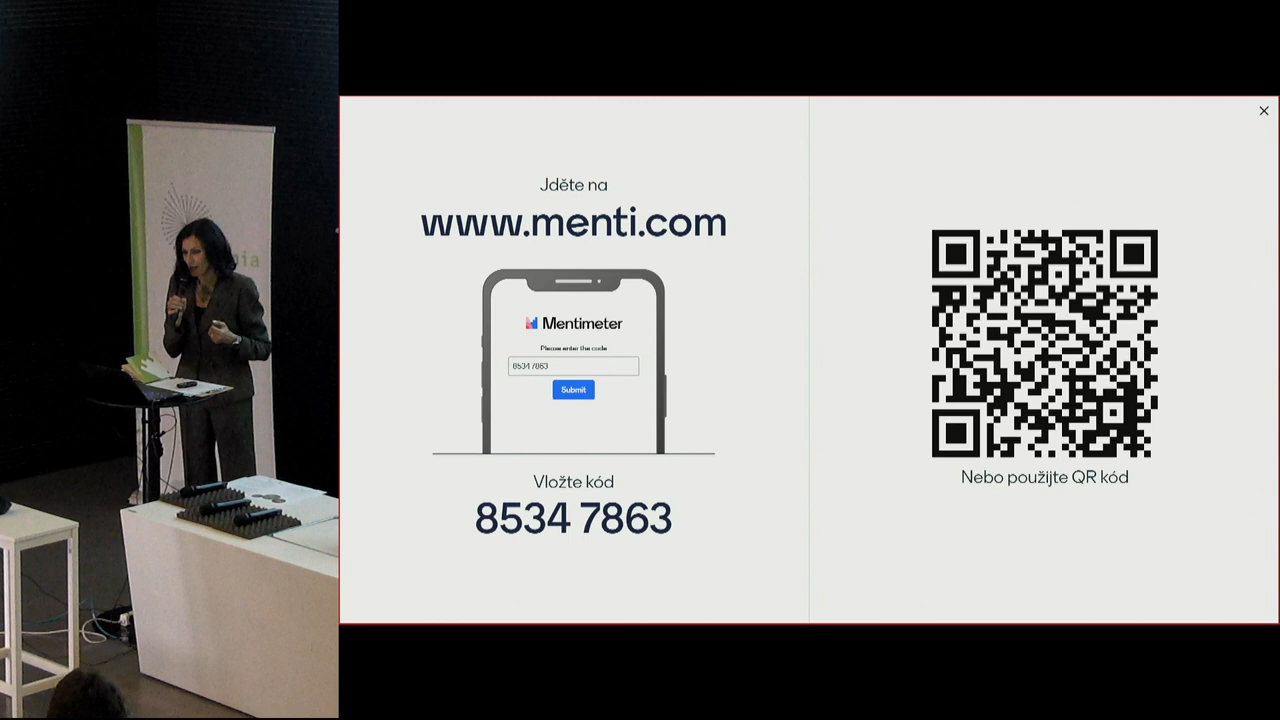 Jděte na
www.menti.com
Mentimeter
Please enter the code
8534 7863
Submit
Vložte kód
8534 7863
Nebo použijte QR kód